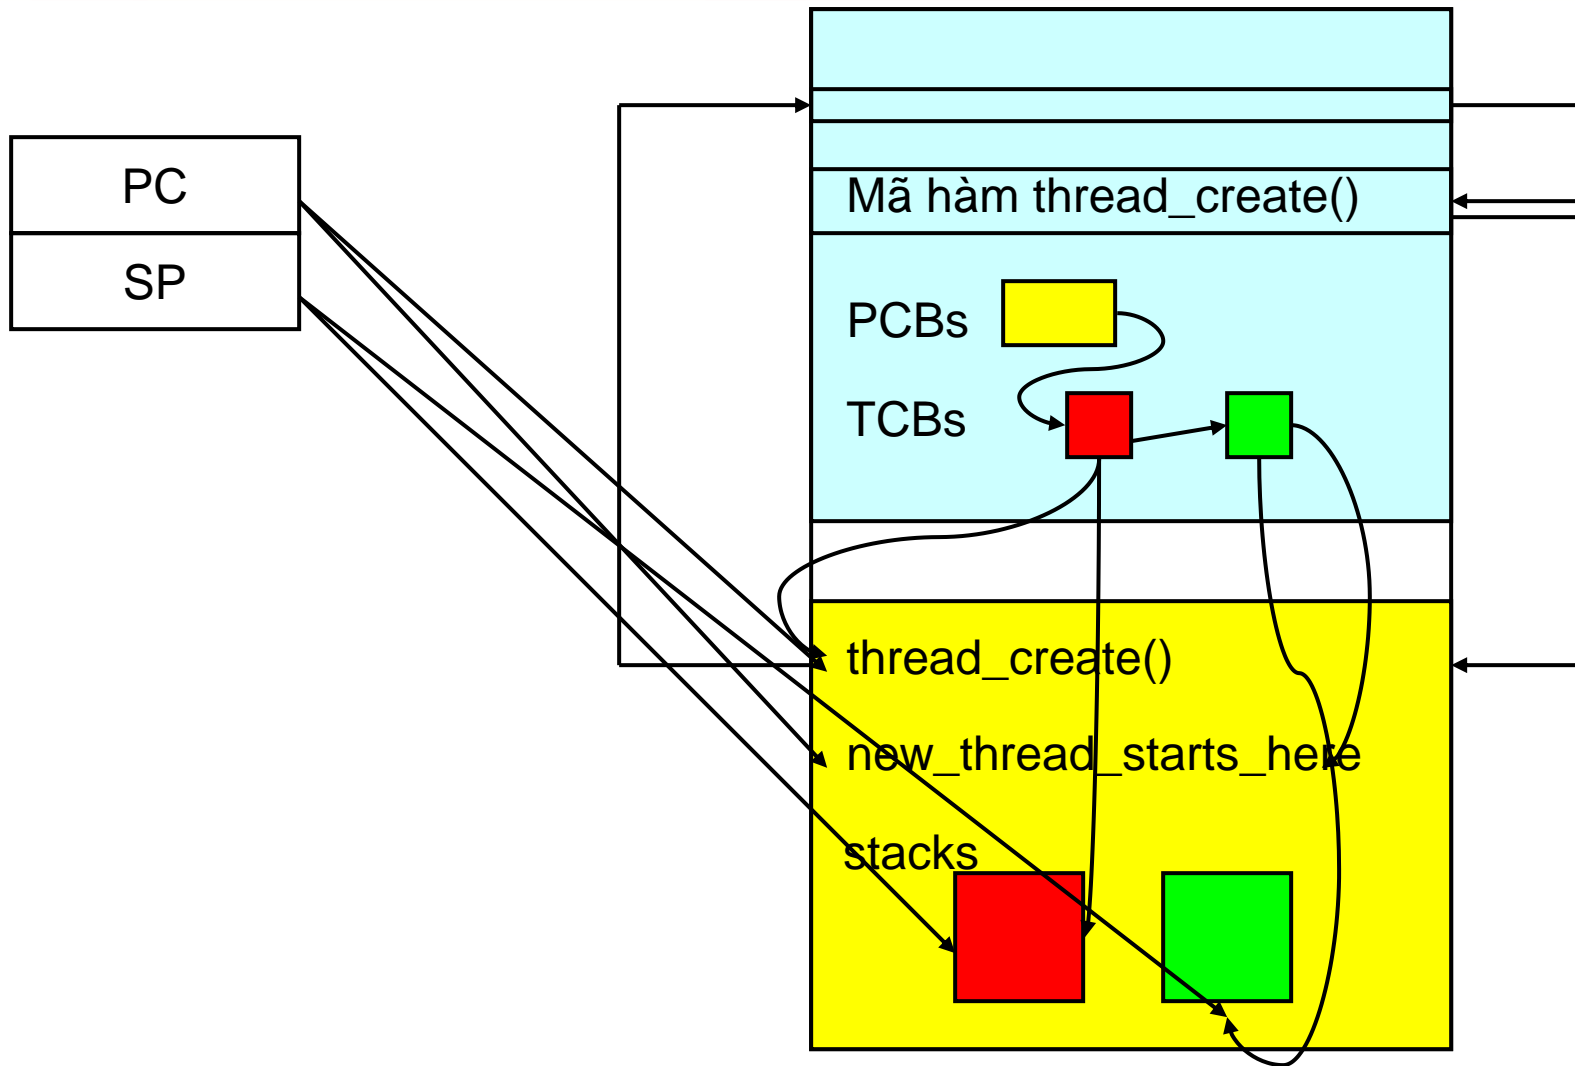 PC
SP
Mã hàm thread_create()
PCBs
TCBs
thread_create()
new_thread_starts_here
stacks